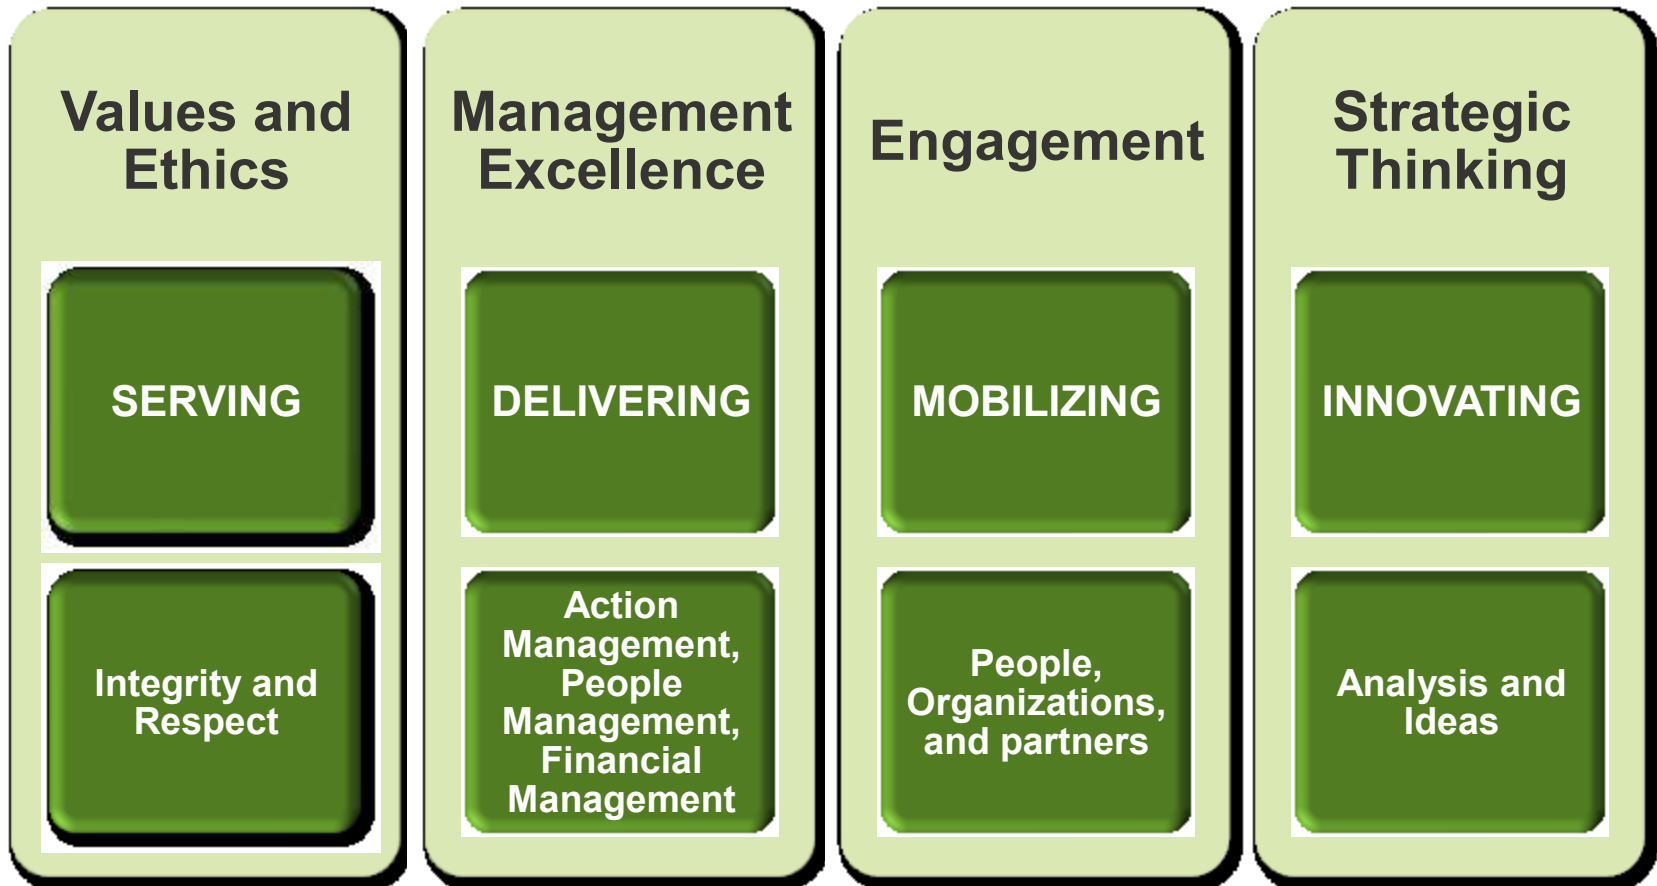 Values and
Ethics
SERVING
Integrity and
Respect
Management
Excellence
DELIVERING
Action
Management,
People
Management,
Financial
Management
Engagement
MOBILIZING
People,
Organizations,
and partners
Strategic
Thinking
INNOVATING
Analysis and
Ideas